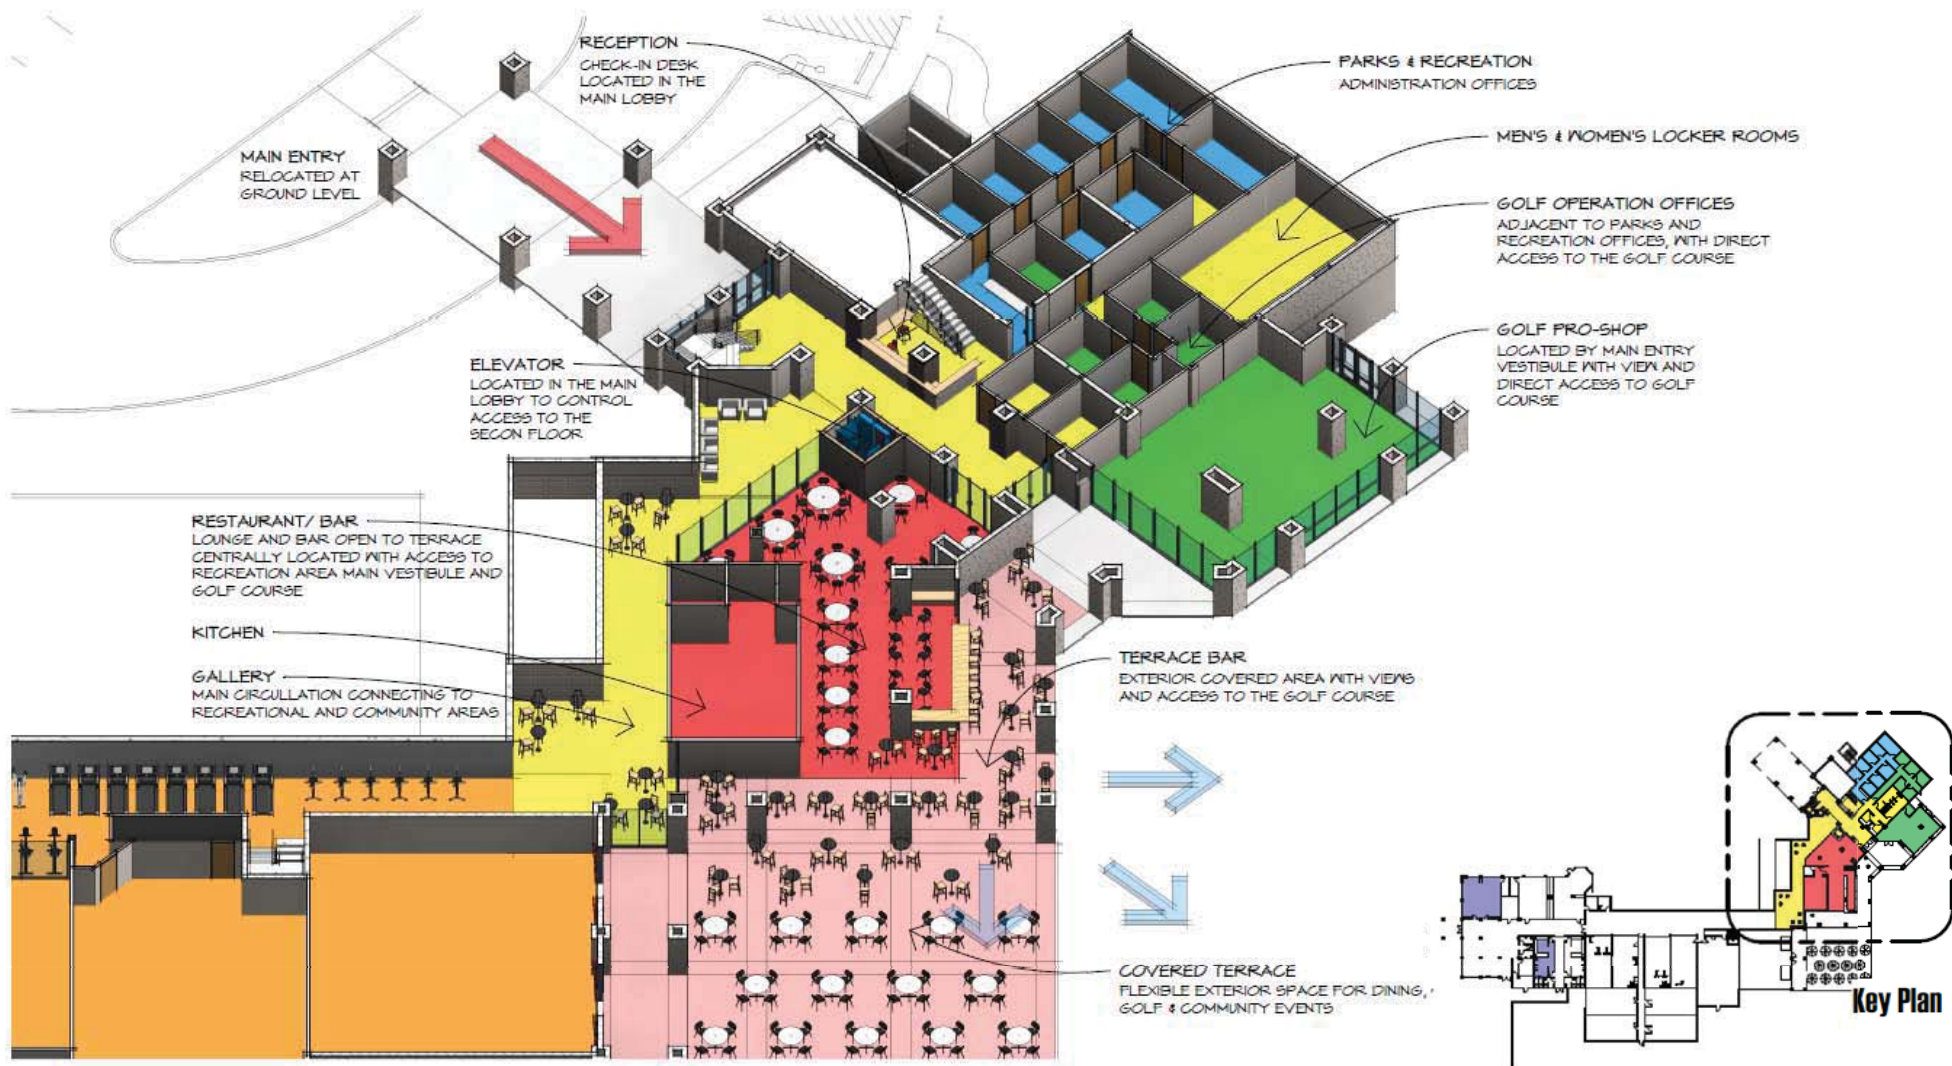 RECEPTION
CHECK-IN DESK
LOCATED IN THE
MAIN LOBBY
PARKS & RECREATION
ADMINISTRATION OFFICES
MEN'S & WOMEN'S LOCKER ROOMS
MAIN ENTRY
RELOCATED AT
GROUND LEVEL
GOLF OPERATION OFFICES
ADJACENT TO PARKS AND
RECREATION OFFICES, WITH DIRECT
ACCESS TO THE GOLF COURSE
GOLF PRO-SHOP
LOCATED BY MAIN ENTRY
VESTIBULE WITH VIEW AND
DIRECT ACCESS TO GOLF
COURSE
ELEVATOR
LOCATED IN THE MAIN
LOBBY TO CONTROL
ACCESS TO THE
SECON FLOOR
RESTAURANT/ BAR
LOUNGE AND BAR OPEN TO TERRACE
CENTRALLY LOCATED WITH ACCESS TO
RECREATION AREA MAIN VESTIBULE AND
GOLF COURSE
KITCHEN
GALLERY
MAIN CIRCULLATION CONNECTING TO
RECREATIONAL AND COMMUNITY AREAS
TERRACE BAR
EXTERIOR COVERED AREA WITH VIEWS
AND ACCESS TO THE GOLF COURSE
COVERED TERRACE
FLEXIBLE EXTERIOR SPACE FOR DINING,
GOLF & COMMUNITY EVENTS
Key Plan